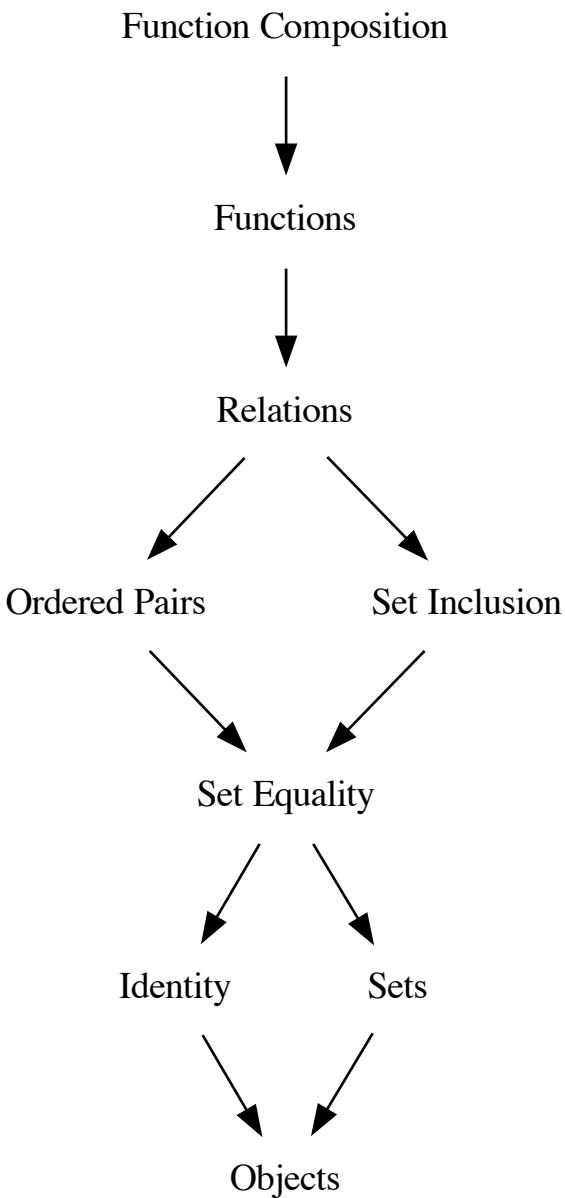 Function Composition
Functions
Relations
Ordered Pairs
Set Inclusion
Set Equality
Identity
Sets
Objects